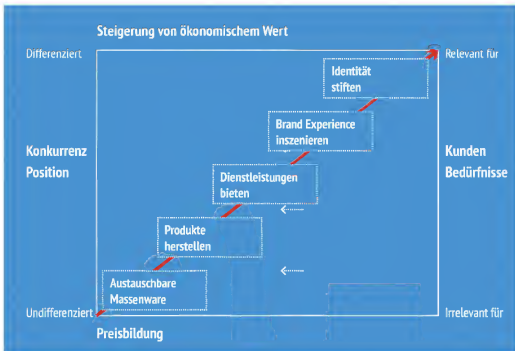 Steigerung von ökonomischem Wert
Differenziert
Relevant für
Identität
stiften
Brand Experience
inszenieren
Konkurrenz
Position
Kunden
Bedürfnisse
Dienstleistungen
bieten
Produkte
herstellen
Austauschbare
Massenware
Undifferenziert
Irrelevant für
Preisbildung